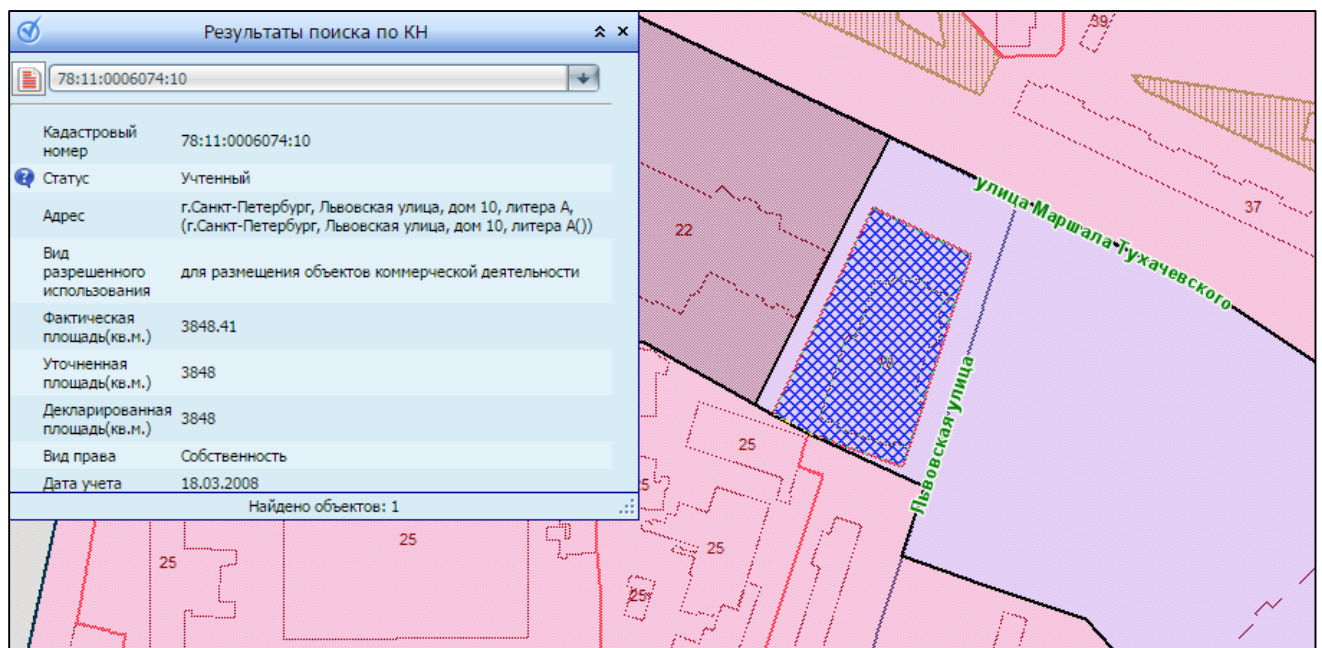 Результаты поиска по КН
78:11:0006074:10
Кадастровый
номер
78:11:0006074:10
Статус
Учтенный
Адрес
г.Санкт-Петербург, Львовская улица, дом 10, литера А,
(г.Санкт-Петербург, Львовская улица, дом 10, литера А())
Вид
разрешенного
использования
для размещения объектов коммерческой деятельности
Фактическая
площадь(кв.м.)
3848.41
Уточненная
площадь(кв.м.)
3848
Декларированная
площадь(кв.м.)
3848
Вид права
Собственность
Дата учета
18.03.2008
Найдено объектов: 1
39
улица Маршала Тухачевского
37
22
10
Львовская улица
25
25
25
25
25